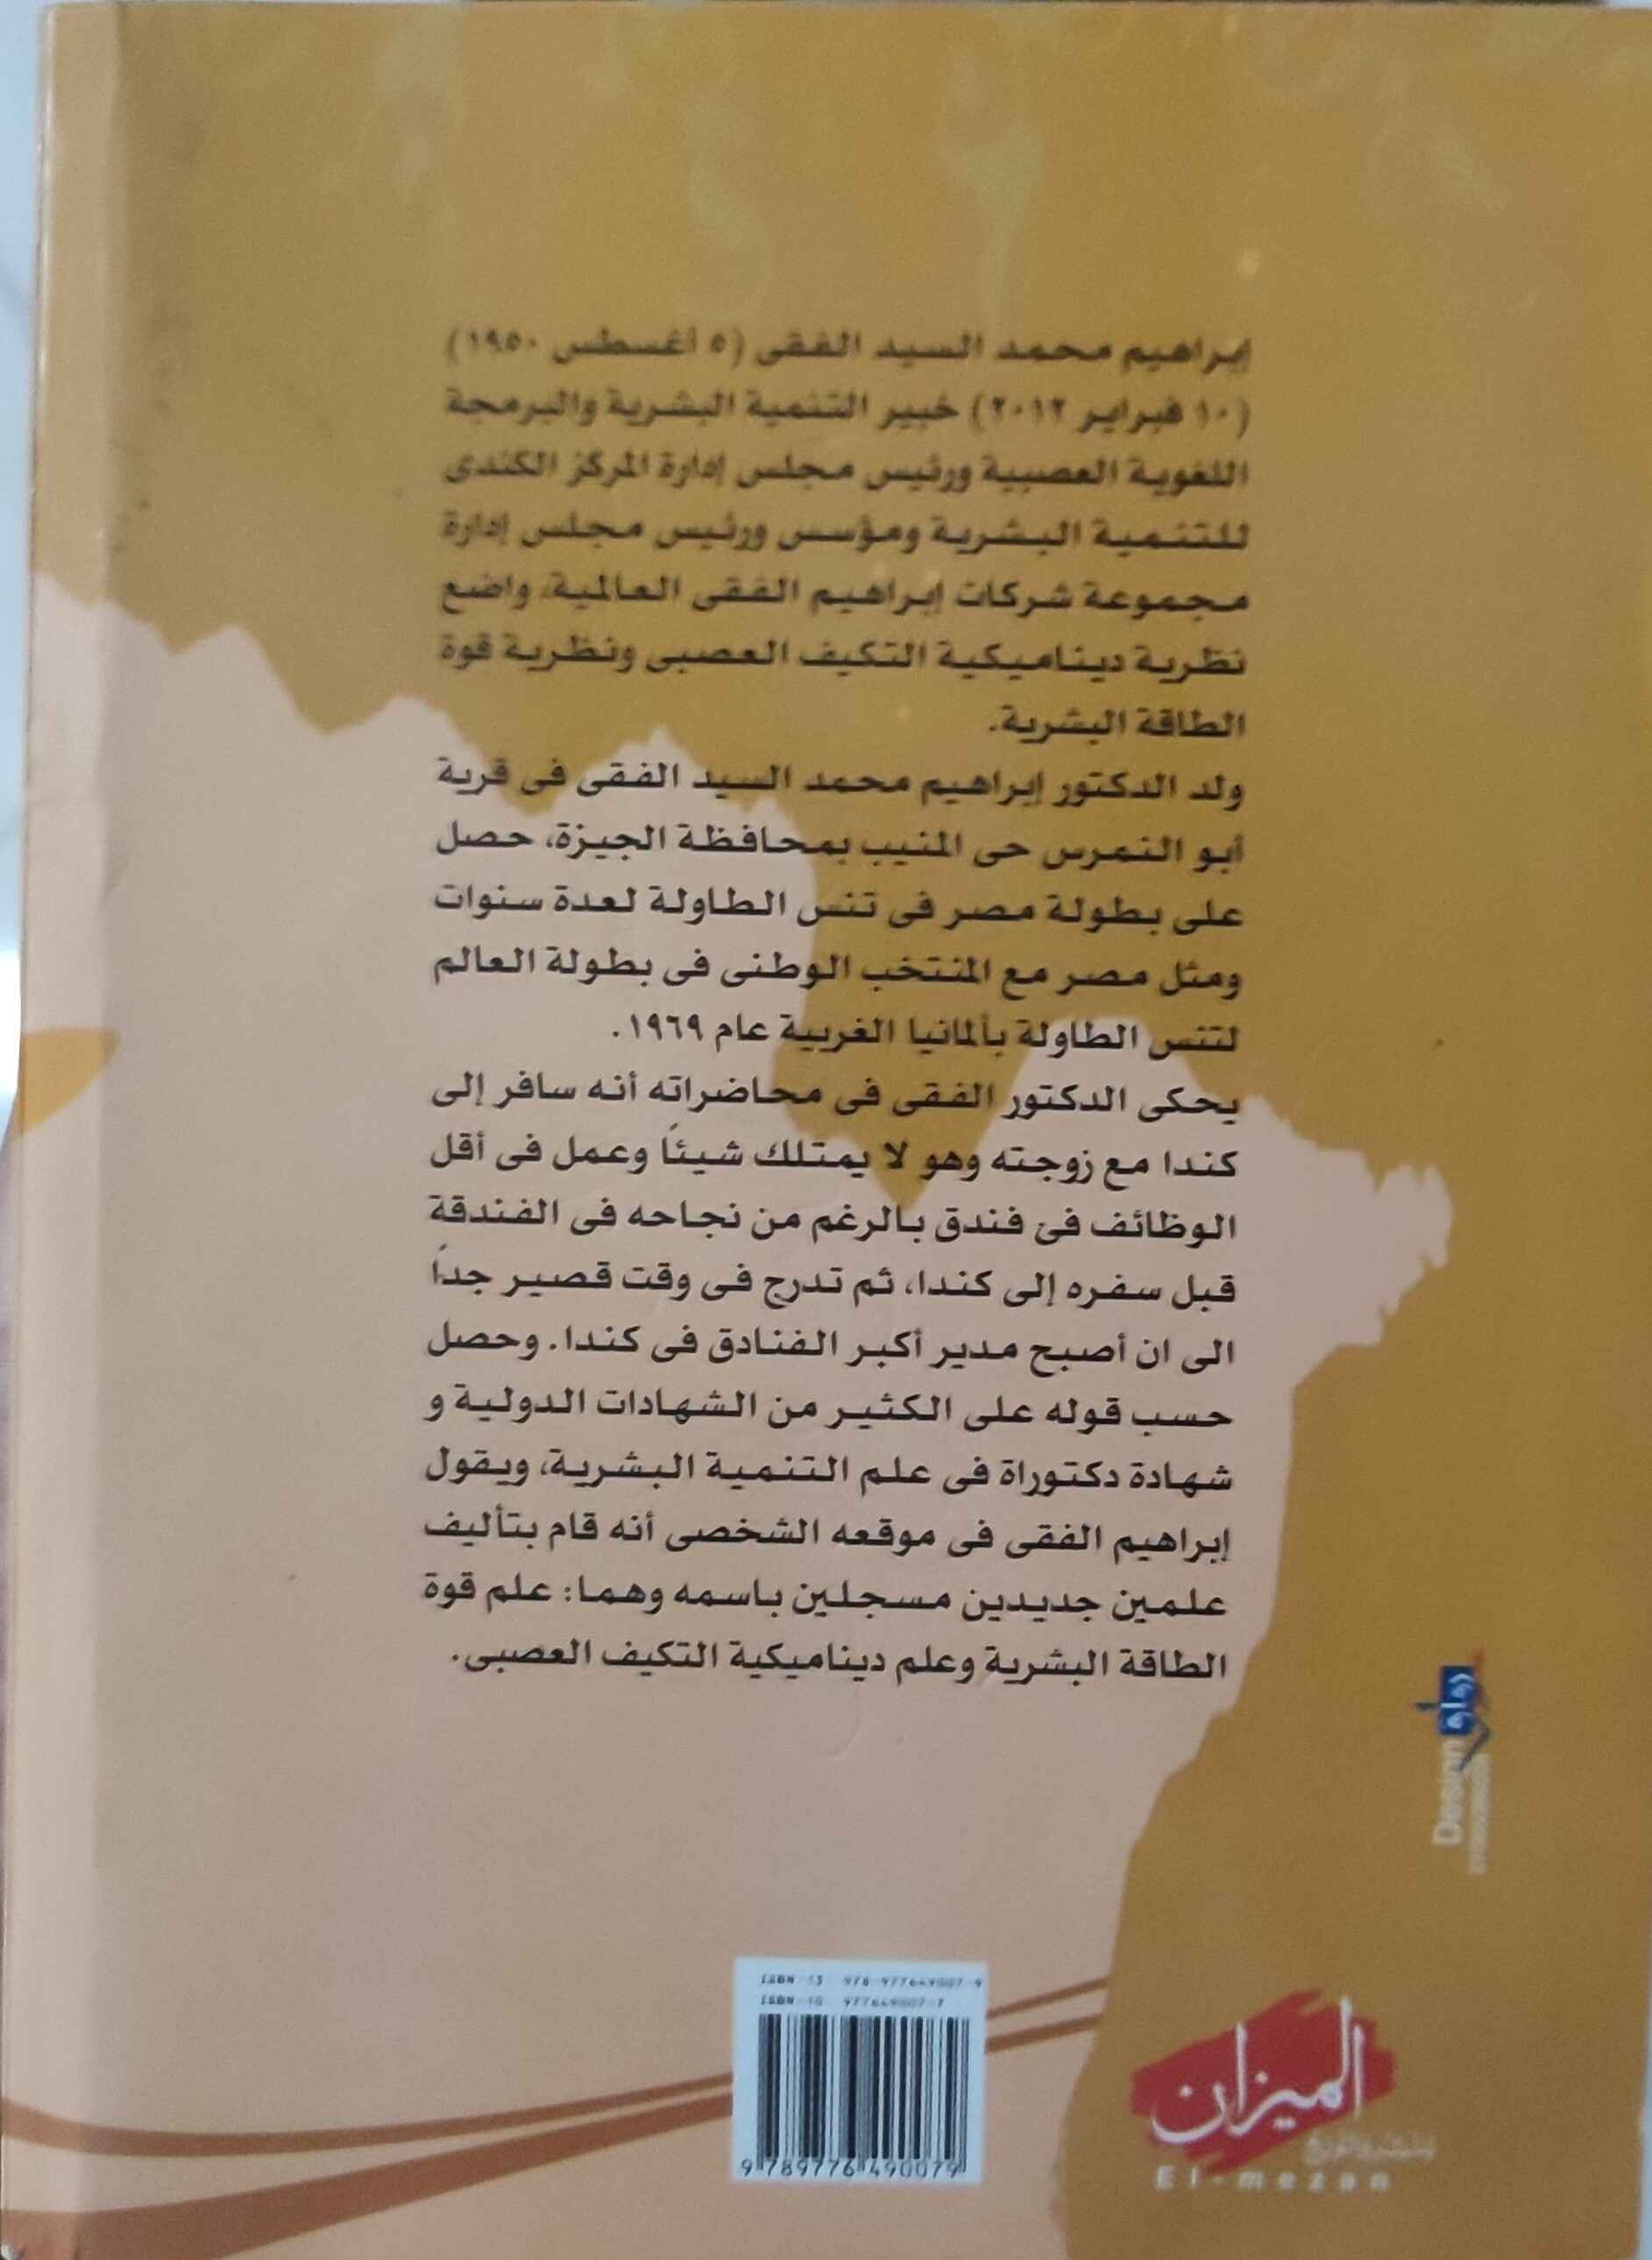 إبراهيم محمد السيد الفقى (٥ أغسطس ١٩٥٠)
(١٠ فبراير ٢٠١٢) خبير التنمية البشرية والبرمجة
اللغوية العصبية ورئيس مجلس إدارة المركز الكندى
للتنمية البشرية ومؤسس ورئيس مجلس إدارة
مجموعة شركات إبراهيم الفقى العالمية، واضع
نظرية ديناميكية التكيف العصبى ونظرية قوة
الطاقة البشرية.
ولد الدكتور إبراهيم محمد السيد الفقى فى قرية
أبو النمرس حى المنيب بمحافظة الجيزة، حصل
على بطولة مصر فى تنس الطاولة لعدة سنوات
ومثل مصر مع المنتخب الوطنى فى بطولة العالم
لتنس الطاولة بألمانيا الغربية عام ١٩٦٩.
يحكى الدكتور الفقى فى محاضراته أنه سافر إلى
كندا مع زوجته وهو لا يمتلك شيئاً وعمل فى أقل
الوظائف فى فندق بالرغم من نجاحه فى الفندقة
قبل سفره إلى كندا، ثم تدرج فى وقت قصير جداً
الى ان أصبح مدير أكبر الفنادق فى كندا. وحصل
حسب قوله على الكثير من الشهادات الدولية و
شهادة دكتوراة فى علم التنمية البشرية، ويقول
إبراهيم الفقى فى موقعه الشخصى أنه قام بتأليف
علمين جديدين مسجلين باسمه وهما: علم قوة
الطاقة البشرية وعلم ديناميكية التكيف العصبى.
ISBN 13 978-977649007-9
ISBN 10 977649007-7
9 789776 490079
الميزان
للنشر والتوزيع
El-mezan